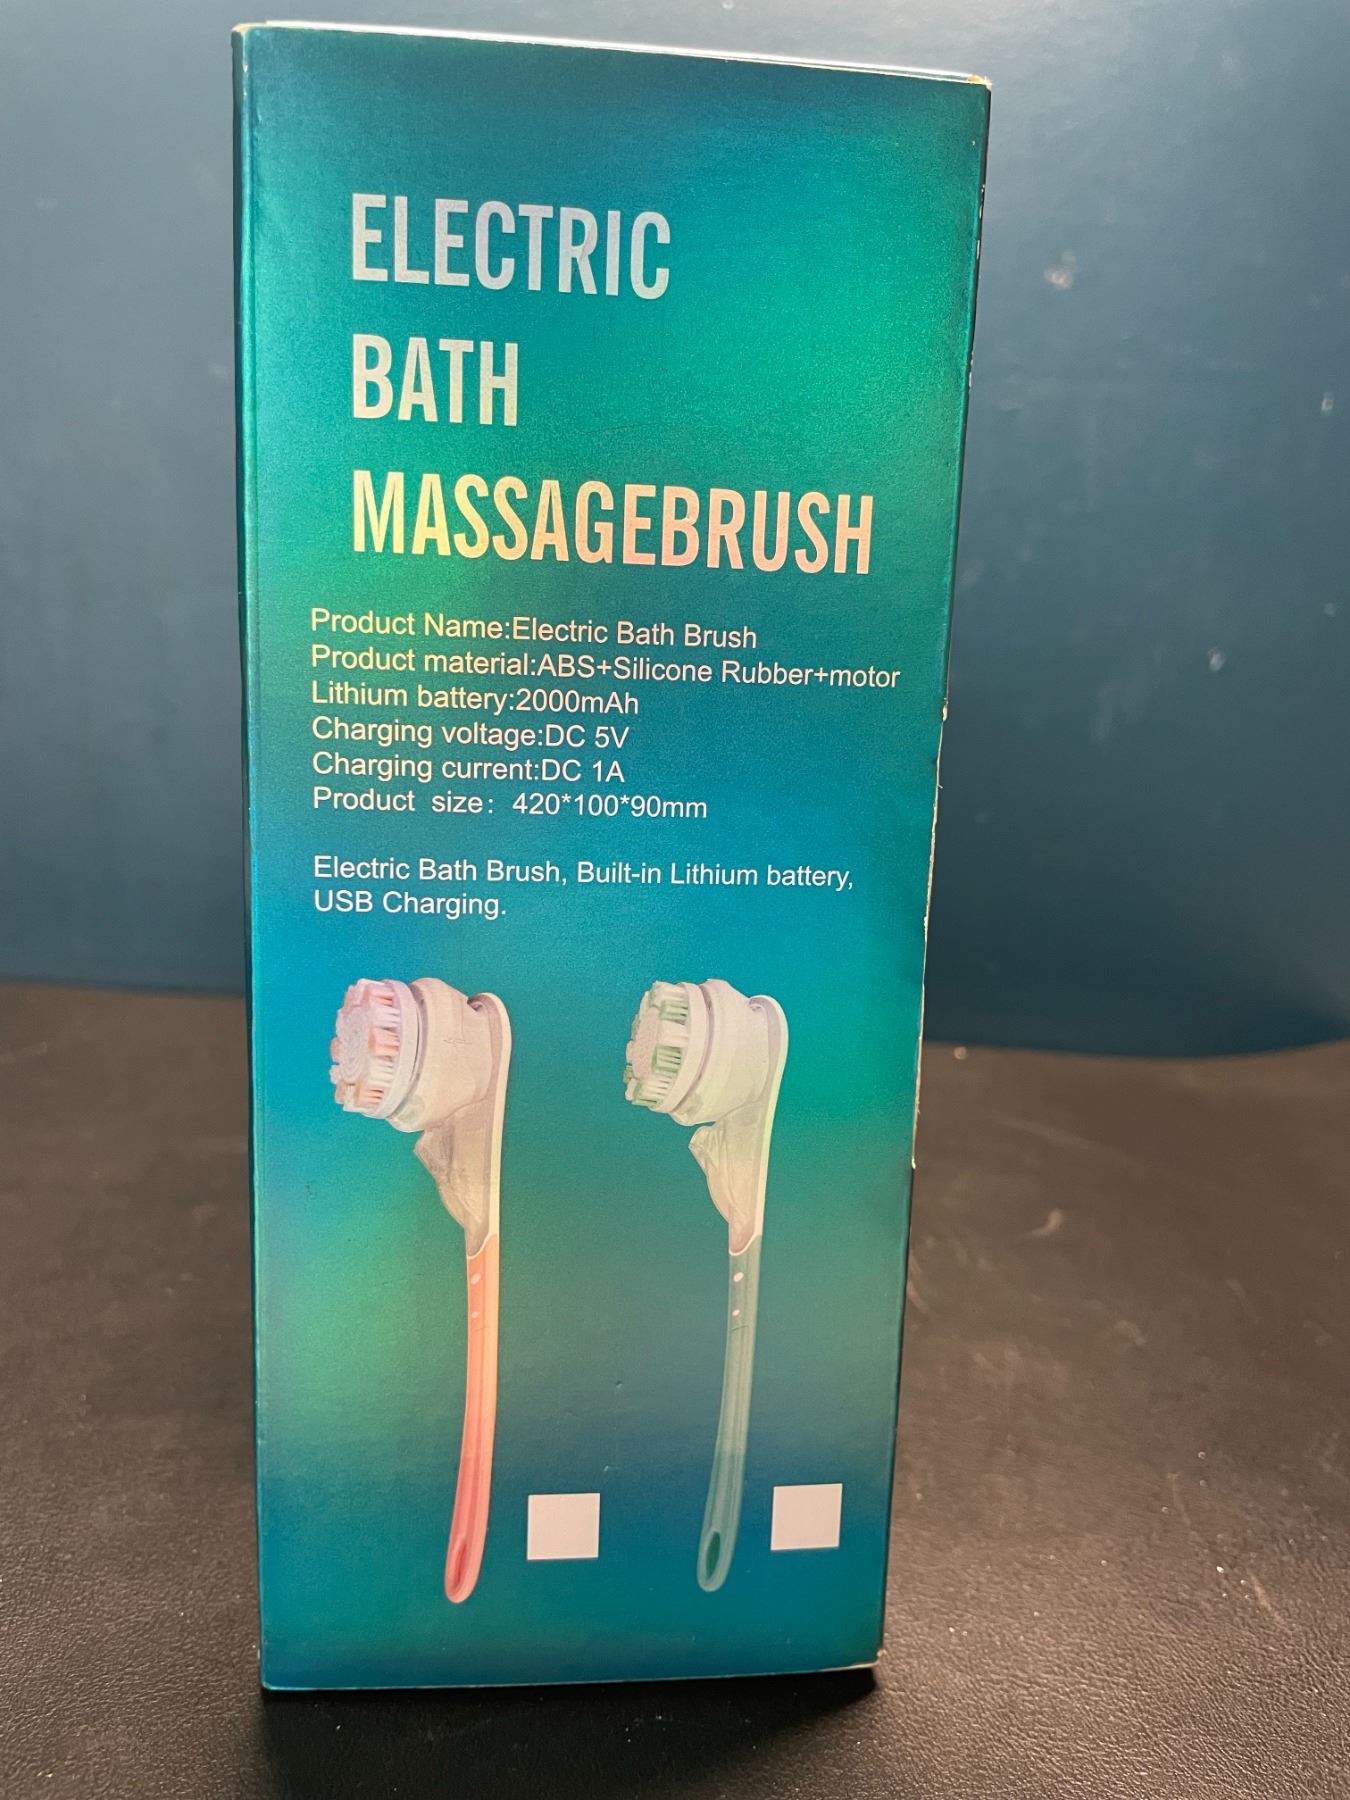 ELECTRIC
BATH
MASSAGEBRUSH
Product Name:Electric Bath Brush
Product material:ABS+Silicone Rubber+motor
Lithium battery:2000mAh
Charging voltage:DC 5V
Charging current:DC 1A
Product size: 420*100*90mm
Electric Bath Brush, Built-in Lithium battery,
USB Charging.